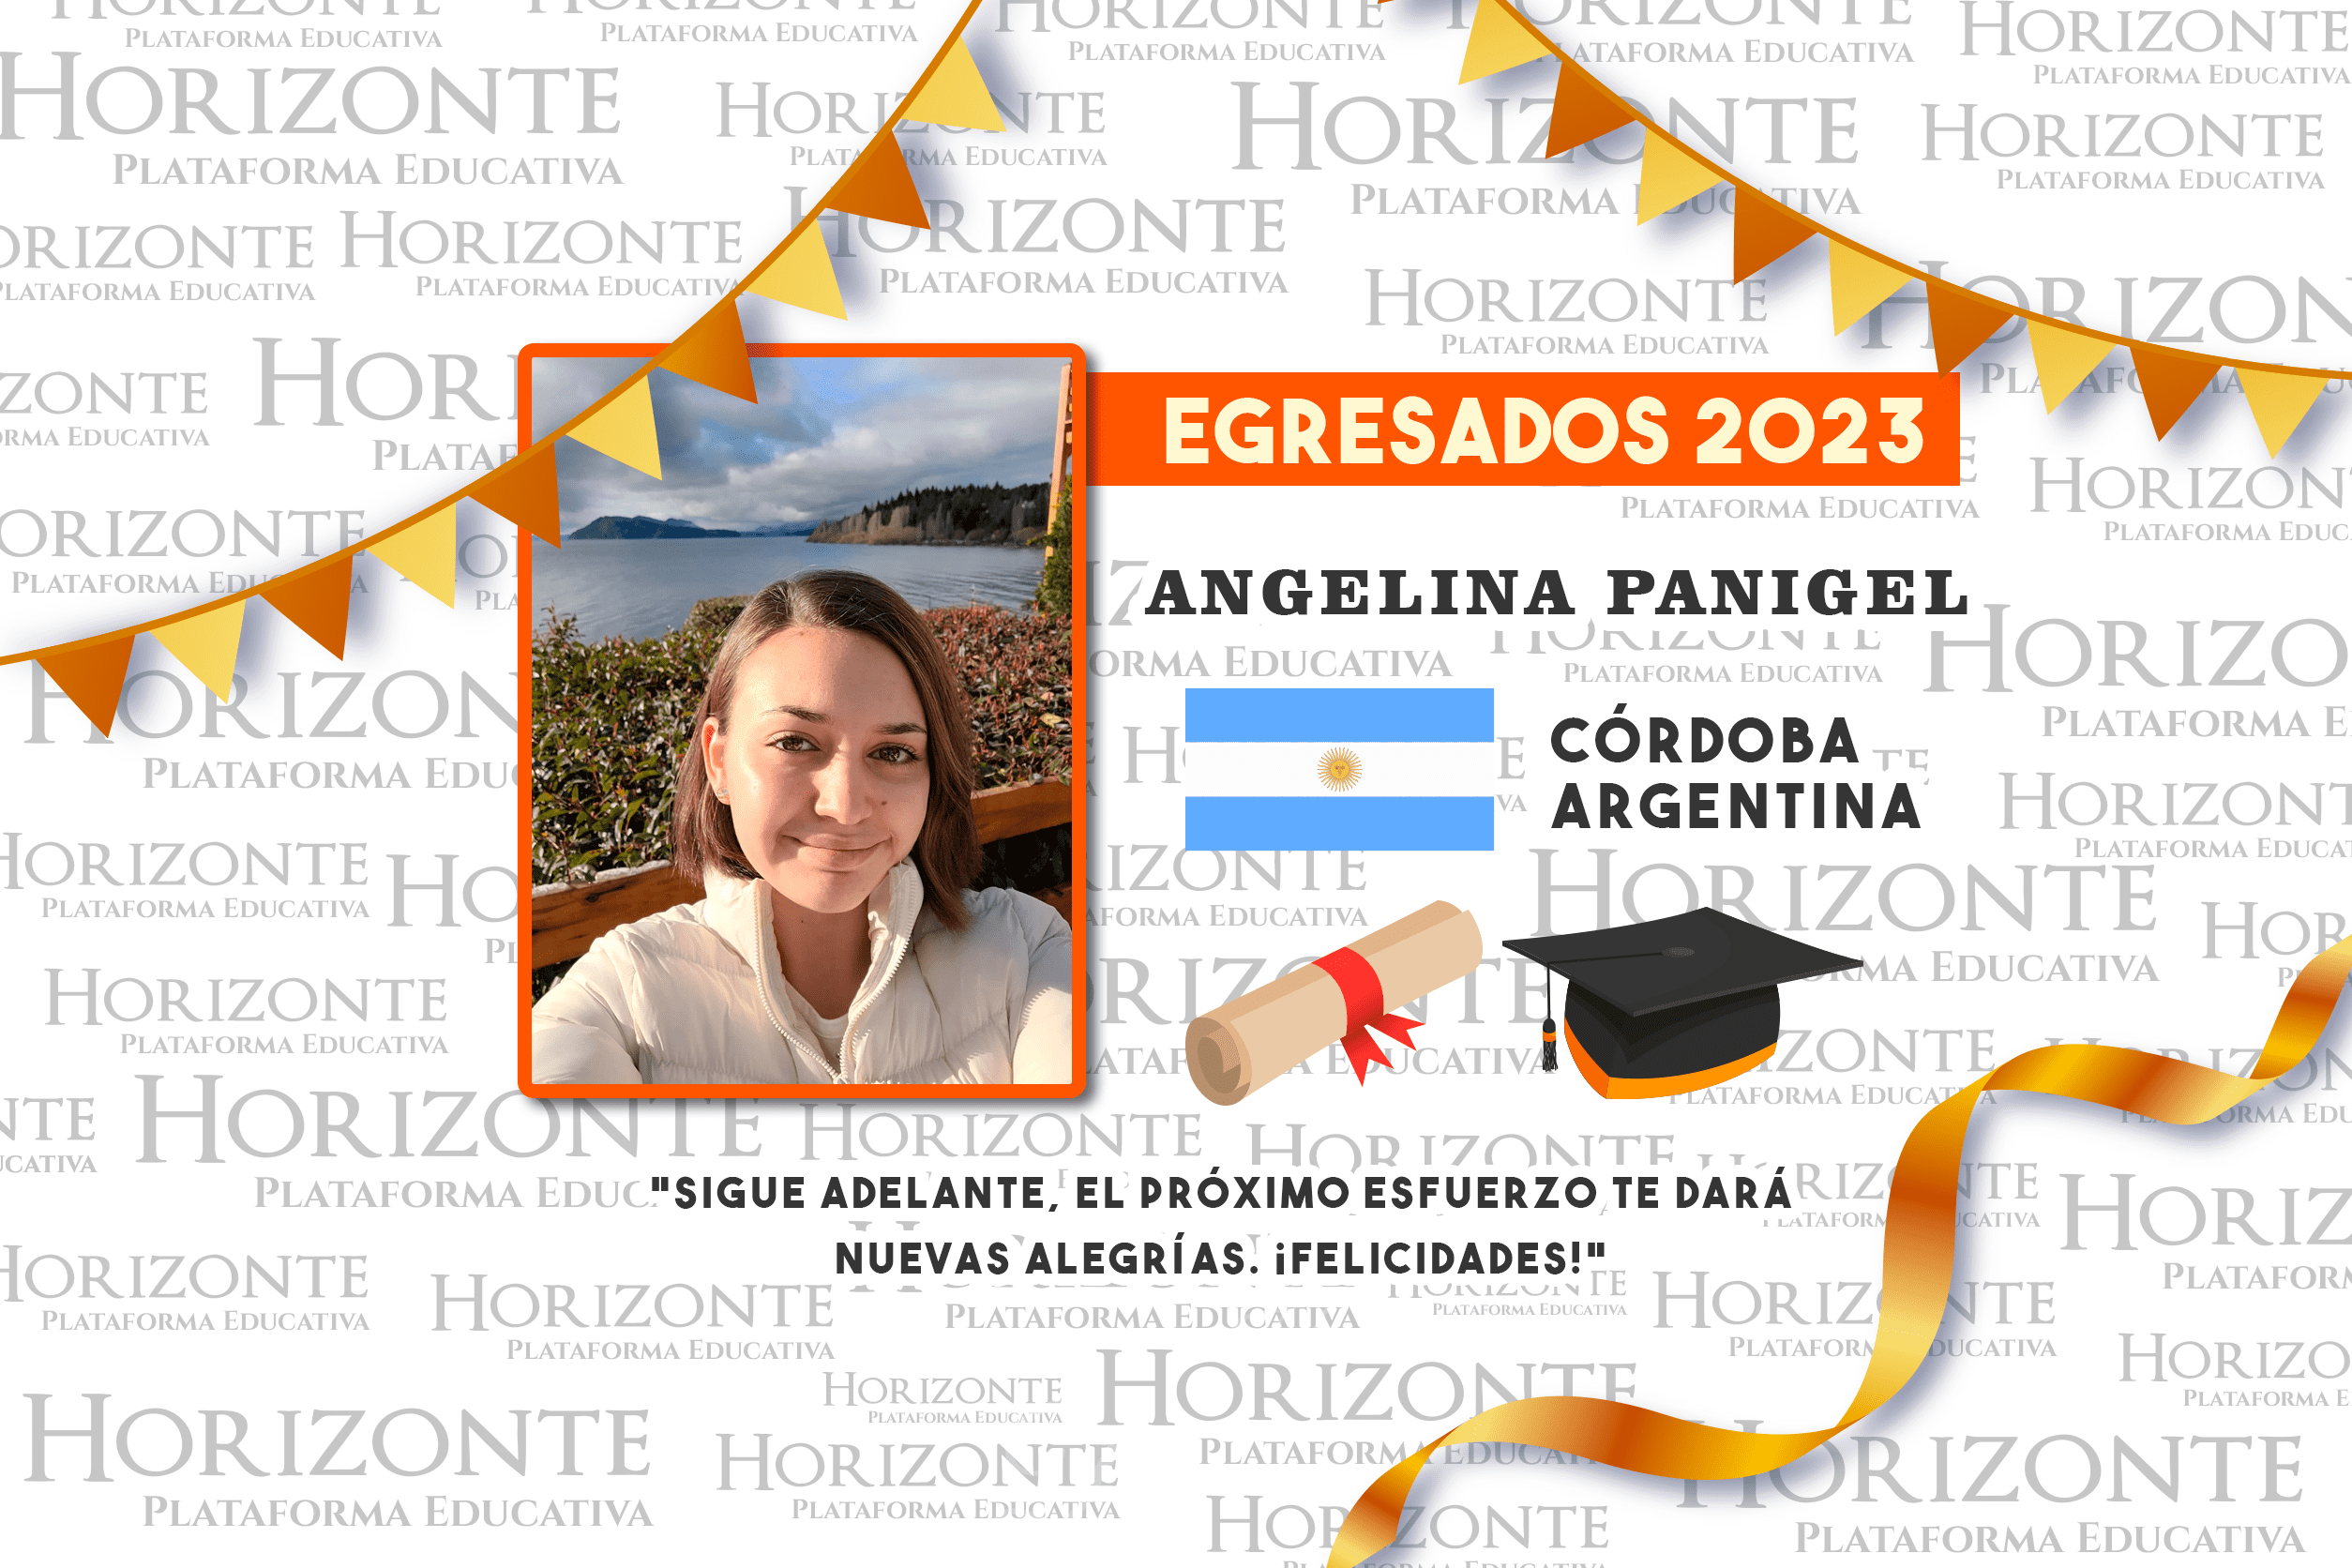 HORIZONTE
PLATAFORMA EDUCATIVA
EGRESADOS 2023
ANGELINA PANIGEL
CÓRDOBA
ARGENTINA
"SIGUE ADELANTE, EL PRÓXIMO ESFUERZO TE DARÁ
NUEVAS ALEGRÍAS. ¡FELICIDADES!"